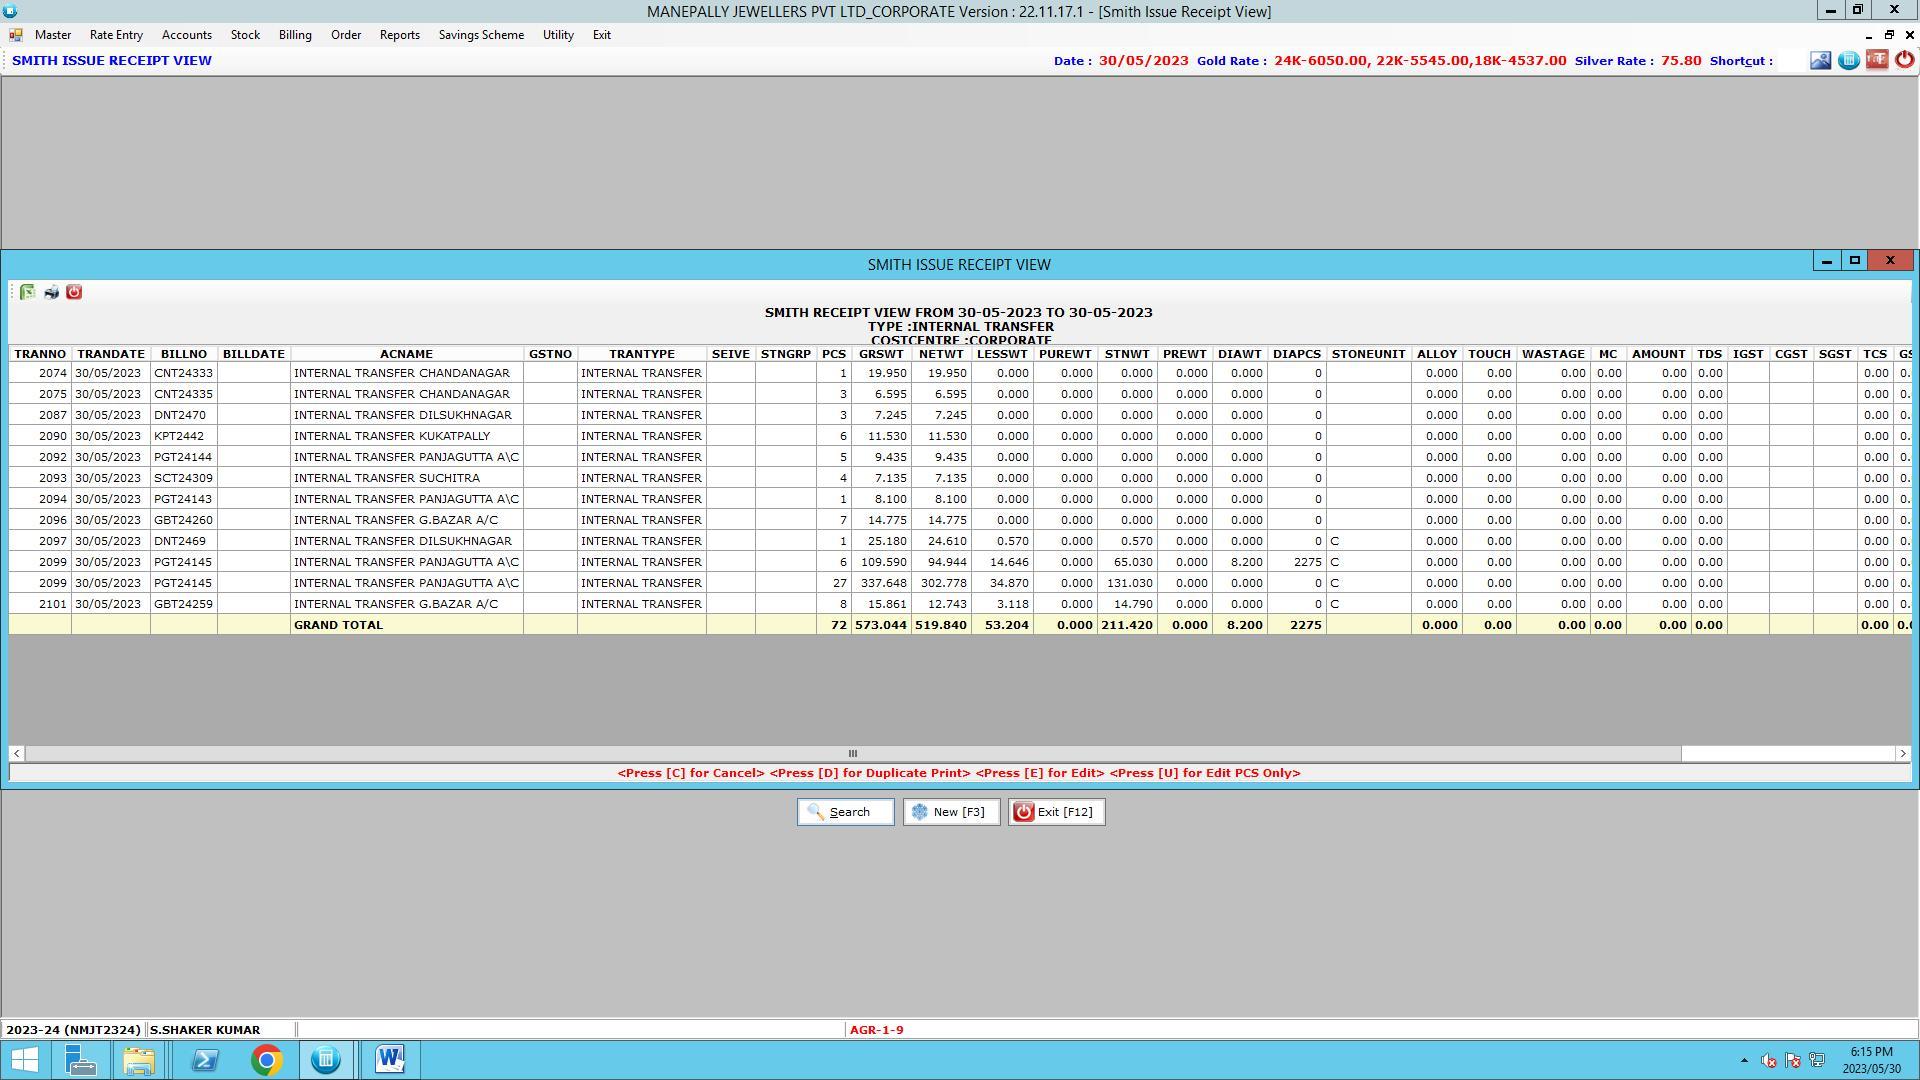 MANEPALLY JEWELLERS PVT LTD_CORPORATE Version : 22.11.17.1 - [Smith Issue Receipt View]
Master Rate Entry Accounts Stock Billing Order Reports Savings Scheme Utility Exit
SMITH ISSUE RECEIPT VIEW Date : 30/05/2023 Gold Rate : 24K-6050.00, 22K-5545.00,18K-4537.00 Silver Rate : 75.80 Shortcut :
SMITH ISSUE RECEIPT VIEW
SMITH RECEIPT VIEW FROM 30-05-2023 TO 30-05-2023
TYPE :INTERNAL TRANSFER
COSTCENTRE :CORPORATE
TRANNO TRANDATE BILLNO BILLDATE ACNAME GSTNO TRANTYPE SEIVE STNGRP PCS GRSWT NETWT LESSWT PUREWT STNWT PREWT DIAWT DIAPCS STONEUNIT ALLOY TOUCH WASTAGE MC AMOUNT TDS IGST CGST SGST TCS GS
2074 30/05/2023 CNT24333 INTERNAL TRANSFER CHANDANAGAR INTERNAL TRANSFER 1 19.950 19.950 0.000 0.000 0.000 0.000 0.000 0 0.000 0.00 0.00 0.00 0.00 0.00 0.00 0.
2075 30/05/2023 CNT24335 INTERNAL TRANSFER CHANDANAGAR INTERNAL TRANSFER 3 6.595 6.595 0.000 0.000 0.000 0.000 0.000 0 0.000 0.00 0.00 0.00 0.00 0.00 0.00 0.
2087 30/05/2023 DNT2470 INTERNAL TRANSFER DILSUKHNAGAR INTERNAL TRANSFER 3 7.245 7.245 0.000 0.000 0.000 0.000 0.000 0 0.000 0.00 0.00 0.00 0.00 0.00 0.00 0.
2090 30/05/2023 KPT2442 INTERNAL TRANSFER KUKATPALLY INTERNAL TRANSFER 6 11.530 11.530 0.000 0.000 0.000 0.000 0.000 0 0.000 0.00 0.00 0.00 0.00 0.00 0.00 0.
2092 30/05/2023 PGT24144 INTERNAL TRANSFER PANJAGUTTA A\C INTERNAL TRANSFER 5 9.435 9.435 0.000 0.000 0.000 0.000 0.000 0 0.000 0.00 0.00 0.00 0.00 0.00 0.00 0.
2093 30/05/2023 SCT24309 INTERNAL TRANSFER SUCHITRA INTERNAL TRANSFER 4 7.135 7.135 0.000 0.000 0.000 0.000 0.000 0 0.000 0.00 0.00 0.00 0.00 0.00 0.00 0.
2094 30/05/2023 PGT24143 INTERNAL TRANSFER PANJAGUTTA A\C INTERNAL TRANSFER 1 8.100 8.100 0.000 0.000 0.000 0.000 0.000 0 0.000 0.00 0.00 0.00 0.00 0.00 0.00 0.
2096 30/05/2023 GBT24260 INTERNAL TRANSFER G.BAZAR A/C INTERNAL TRANSFER 7 14.775 14.775 0.000 0.000 0.000 0.000 0.000 0 0.000 0.00 0.00 0.00 0.00 0.00 0.00 0.
2097 30/05/2023 DNT2469 INTERNAL TRANSFER DILSUKHNAGAR INTERNAL TRANSFER 1 25.180 24.610 0.570 0.000 0.570 0.000 0.000 0 C 0.000 0.00 0.00 0.00 0.00 0.00 0.00 0.
2099 30/05/2023 PGT24145 INTERNAL TRANSFER PANJAGUTTA A\C INTERNAL TRANSFER 6 109.590 94.944 14.646 0.000 65.030 0.000 8.200 2275 C 0.000 0.00 0.00 0.00 0.00 0.00 0.00 0.
2099 30/05/2023 PGT24145 INTERNAL TRANSFER PANJAGUTTA A\C INTERNAL TRANSFER 27 337.648 302.778 34.870 0.000 131.030 0.000 0.000 0 C 0.000 0.00 0.00 0.00 0.00 0.00 0.00 0.
2101 30/05/2023 GBT24259 INTERNAL TRANSFER G.BAZAR A/C INTERNAL TRANSFER 8 15.861 12.743 3.118 0.000 14.790 0.000 0.000 0 C 0.000 0.00 0.00 0.00 0.00 0.00 0.00 0.
GRAND TOTAL 72 573.044 519.840 53.204 0.000 211.420 0.000 8.200 2275 0.000 0.00 0.00 0.00 0.00 0.00 0.00 0.
<Press [C] for Cancel> <Press [D] for Duplicate Print> <Press [E] for Edit> <Press [U] for Edit PCS Only>
Search New [F3] Exit [F12]
2023-24 (NMJT2324) S.SHAKER KUMAR AGR-1-9
6:15 PM
2023/05/30